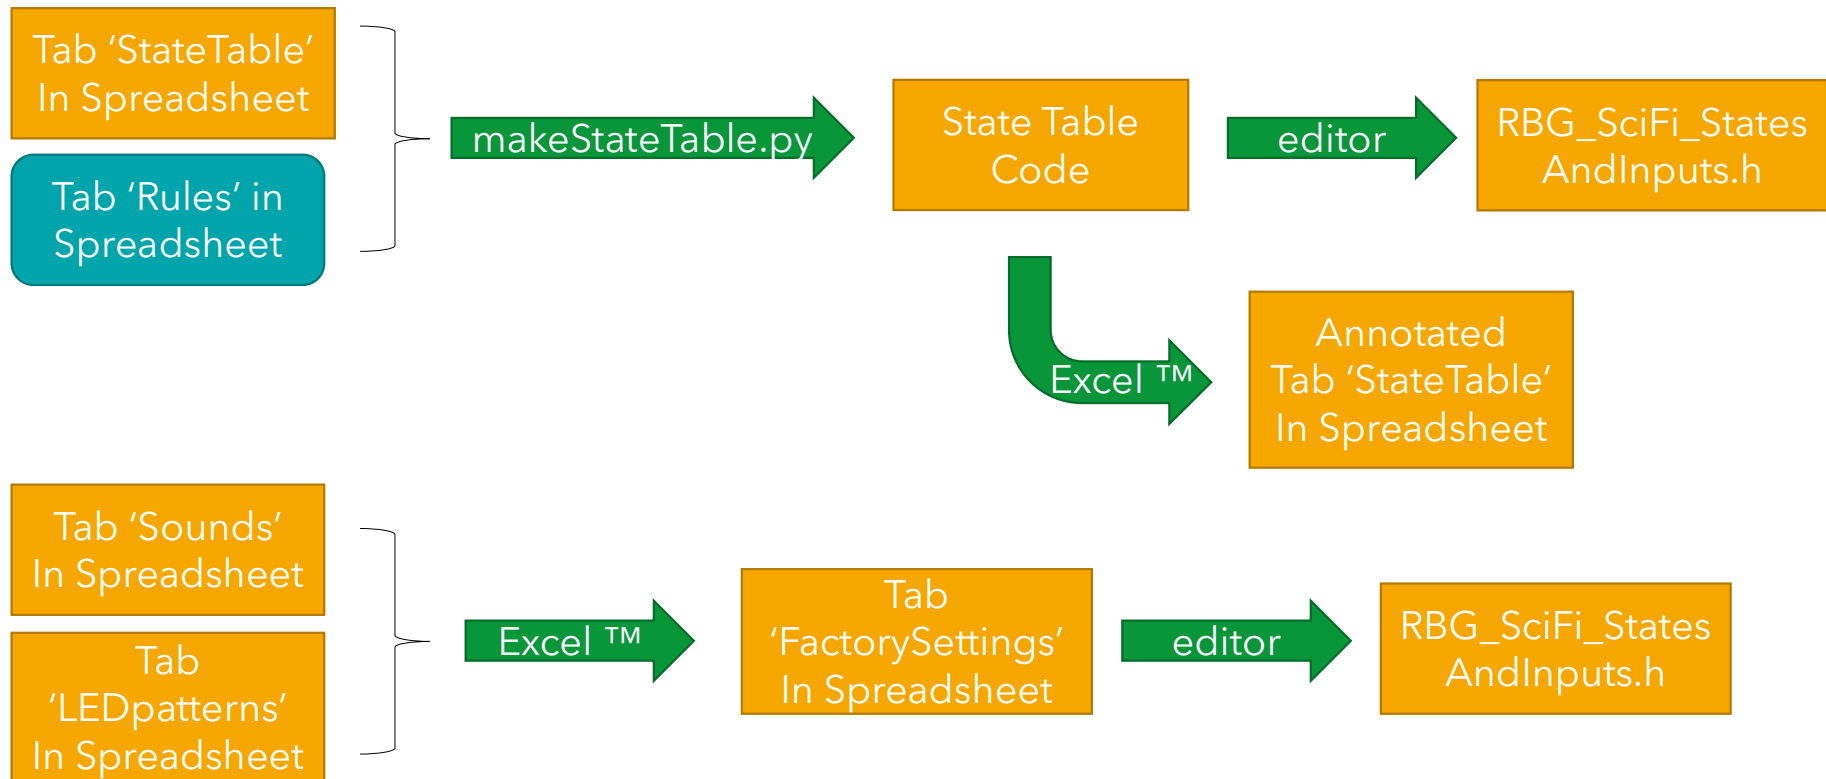 Tab ‘StateTable’
In Spreadsheet
Tab ‘Rules’ in
Spreadsheet
makeStateTable.py
State Table
Code
editor
RBG_SciFi_States
AndInputs.h
Excel ™
Annotated
Tab ‘StateTable’
In Spreadsheet
Tab ‘Sounds’
In Spreadsheet
Tab
‘LEDpatterns’
In Spreadsheet
Excel ™
Tab
‘FactorySettings’
In Spreadsheet
editor
RBG_SciFi_States
AndInputs.h